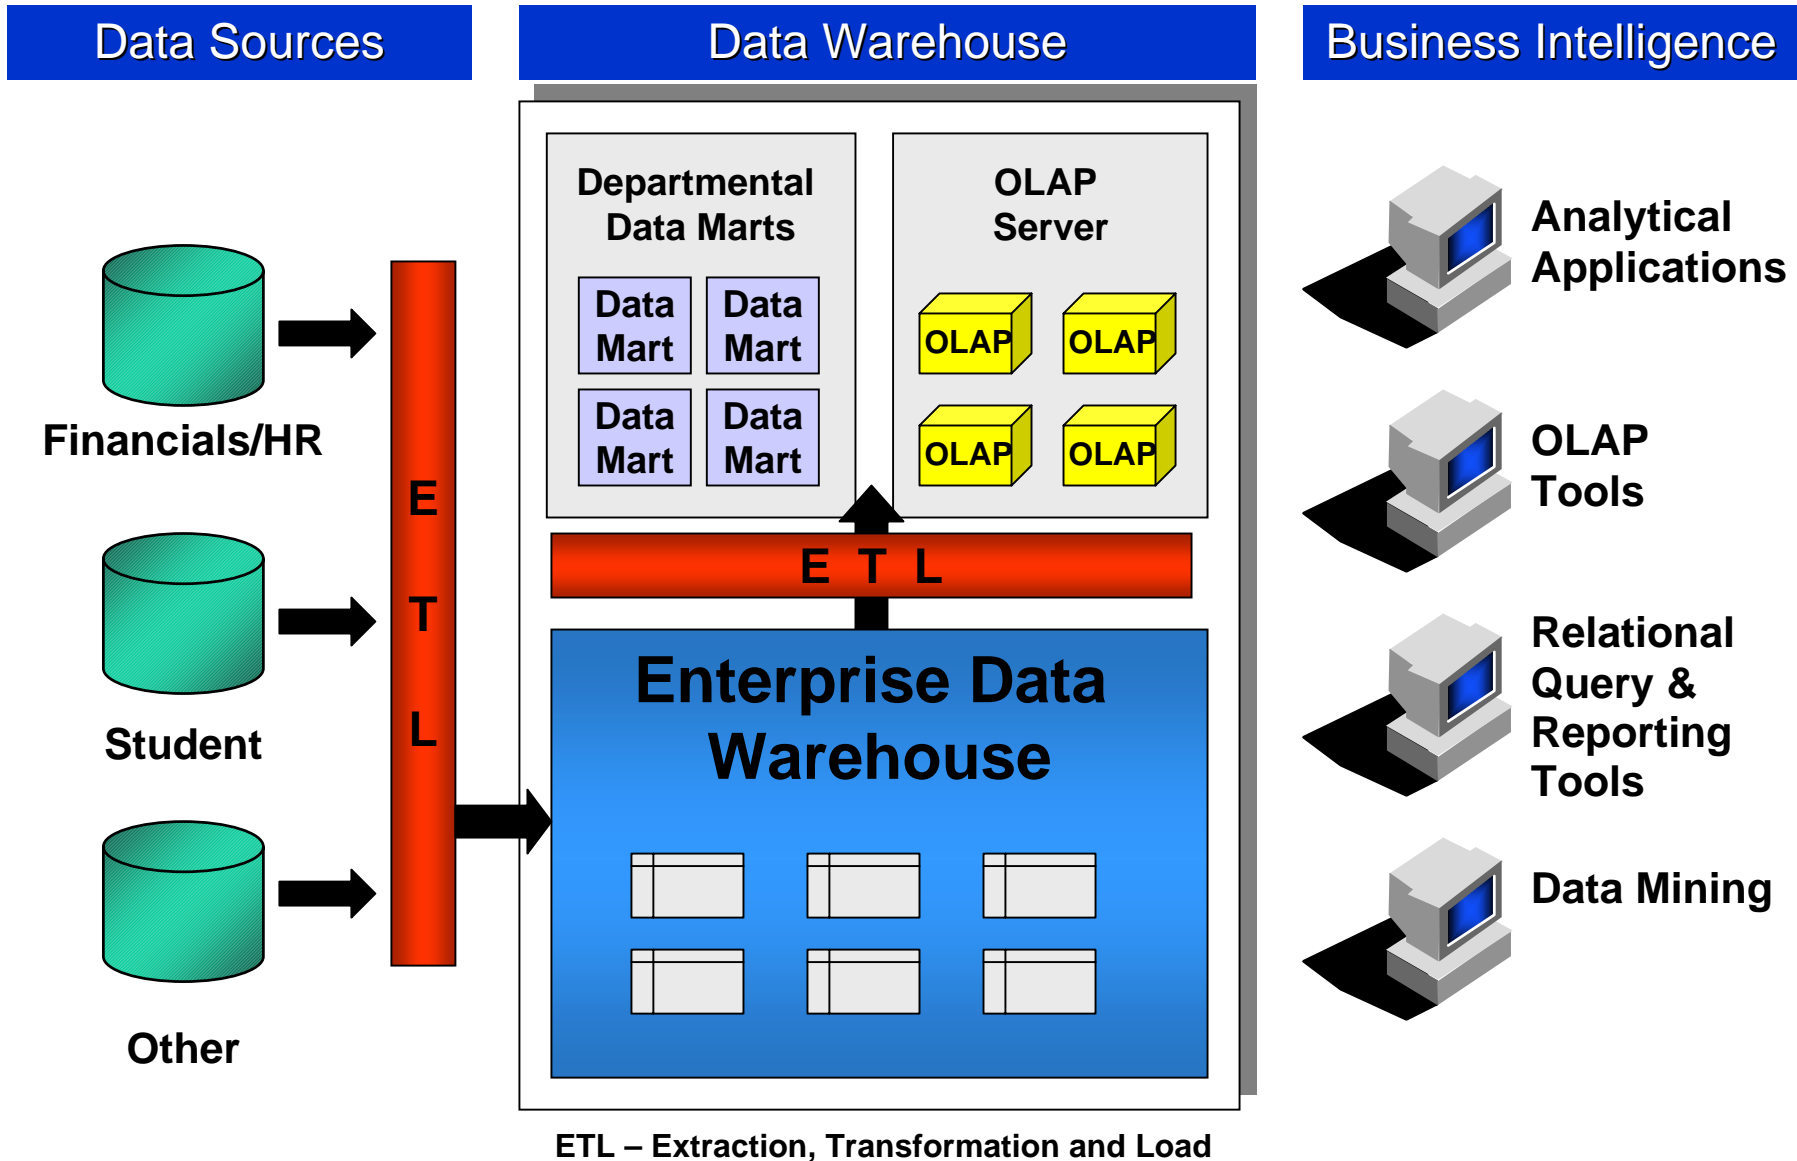 Data Sources
Data Warehouse
Business Intelligence
Financials/HR
Student
Other
E
T
L
Departmental
Data Marts
Data
Mart
Data
Mart
Data
Mart
Data
Mart
OLAP
Server
OLAP
OLAP
OLAP
OLAP
E T L
Enterprise Data
Warehouse
Analytical
Applications
OLAP
Tools
Relational
Query &
Reporting
Tools
Data Mining
ETL – Extraction, Transformation and Load